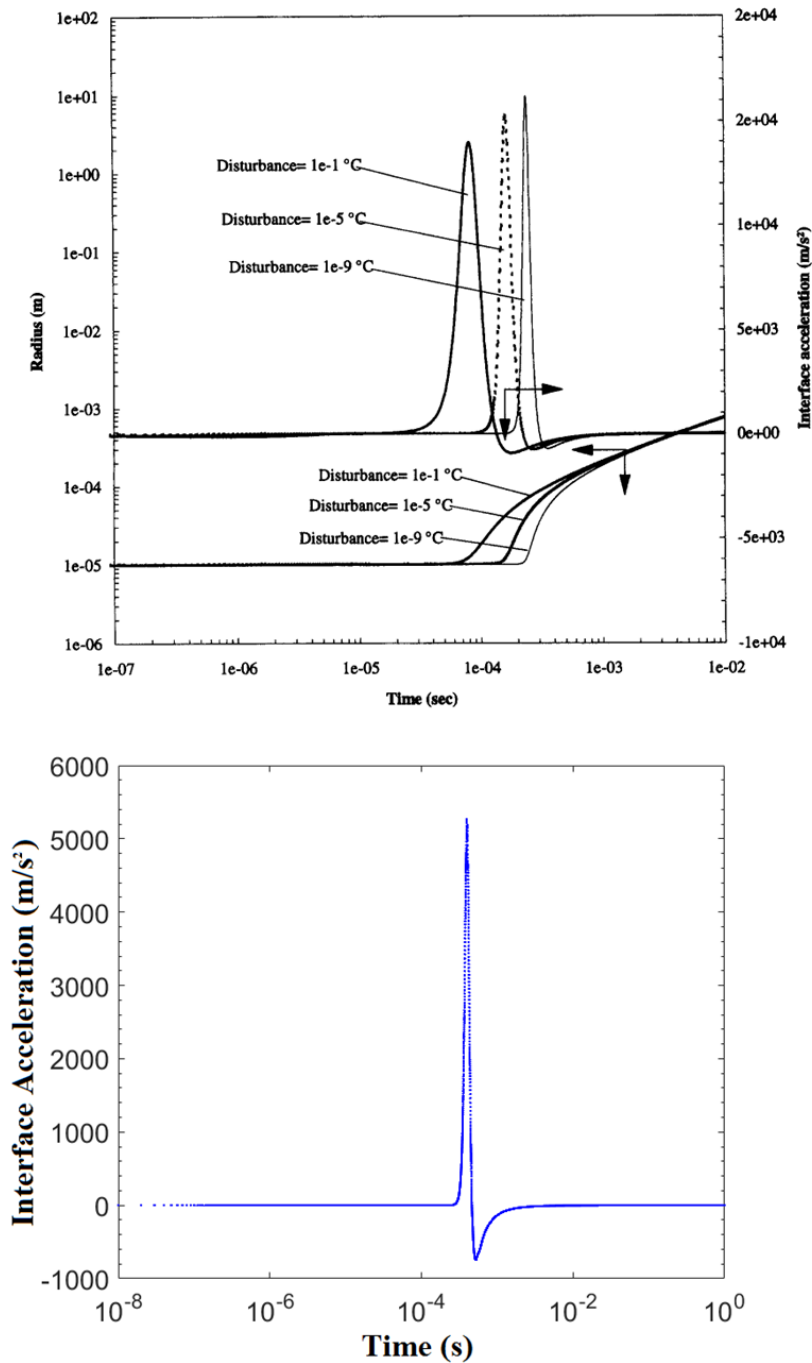 1e+02
1e+01
1e+00
1e-01
1e-02
1e-03
1e-04
1e-05
1e-06
Radius (m)
Disturbance= 1e-1 °C
Disturbance= 1e-5 °C
Disturbance= 1e-9 °C
Disturbance= 1e-1 °C
Disturbance= 1e-5 °C
Disturbance= 1e-9 °C
2e+04
2e+04
1e+04
5e+03
0e+00
-5e+03
-1e+04
Interface acceleration (m/s²)
1e-07 1e-06 1e-05 1e-04 1e-03 1e-02
Time (sec)
6000
5000
4000
3000
2000
1000
0
-1000
Interface Acceleration (m/s²)
10⁻⁸ 10⁻⁶ 10⁻⁴ 10⁻² 10⁰
Time (s)